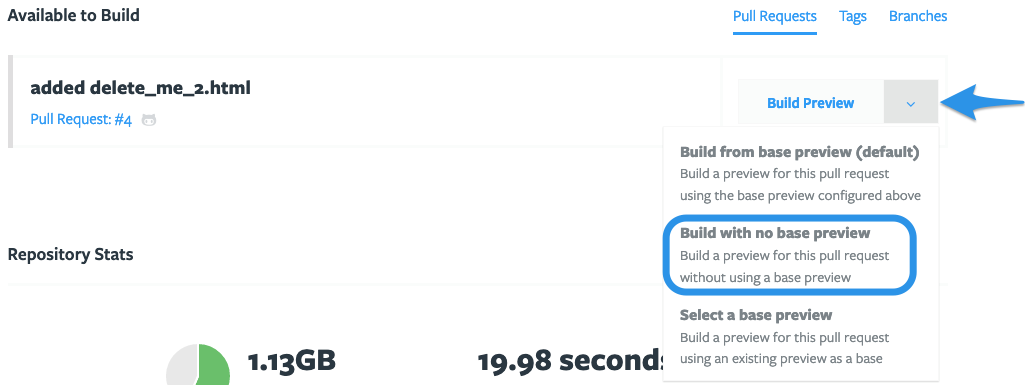 Available to Build
Pull Requests Tags Branches
added delete_me_2.html
Pull Request: #4
Build Preview
Build from base preview (default)
Build a preview for this pull request
using the base preview configured above
Build with no base preview
Build a preview for this pull request
without using a base preview
Select a base preview
Build a preview for this pull request
using an existing preview as a base
Repository Stats
1.13GB
19.98 seconds